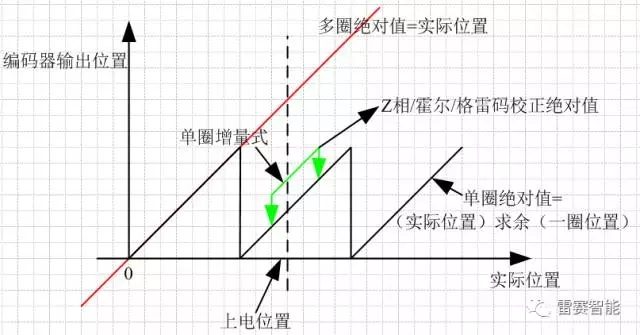 多圈绝对值=实际位置
编码器输出位置
Z相/霍尔/格雷码校正绝对值
单圈增量式
单圈绝对值=
（实际位置）求余（一圈位置）
0
实际位置
上电位置
雷赛智能